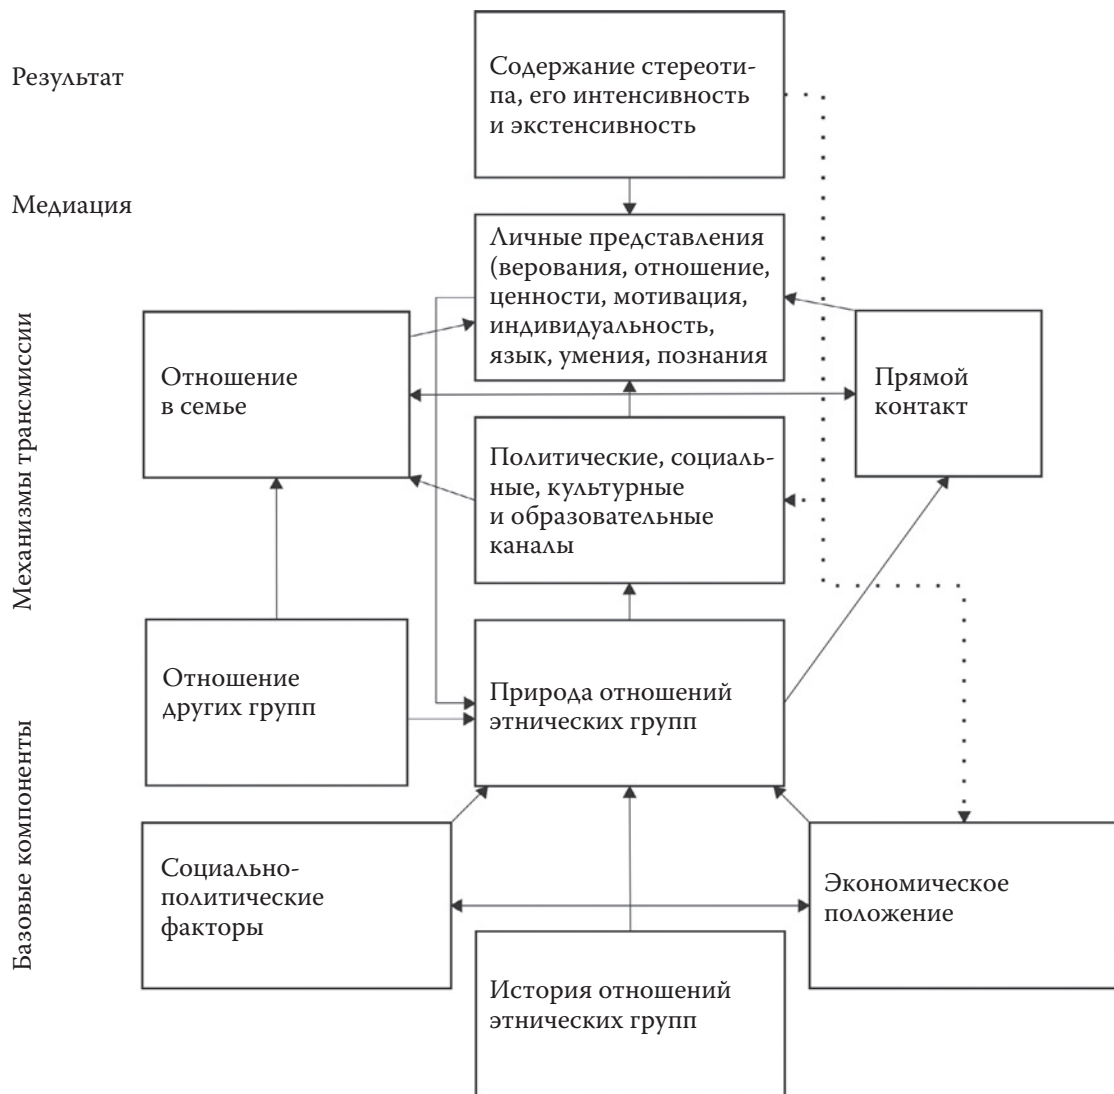 Результат
Содержание стереоти-
па, его интенсивность
и экстенсивность
Медиация
Личные представления
(верования, отношение,
ценности, мотивация,
индивидуальность,
язык, умения, познания
Механизмы трансмиссии
Отношение
в семье
Прямой
контакт
Политические, социаль-
ные, культурные
и образовательные
каналы
Базовые компоненты
Отношение
других групп
Природа отношений
этнических групп
Социально-
политические
факторы
Экономическое
положение
История отношений
этнических групп